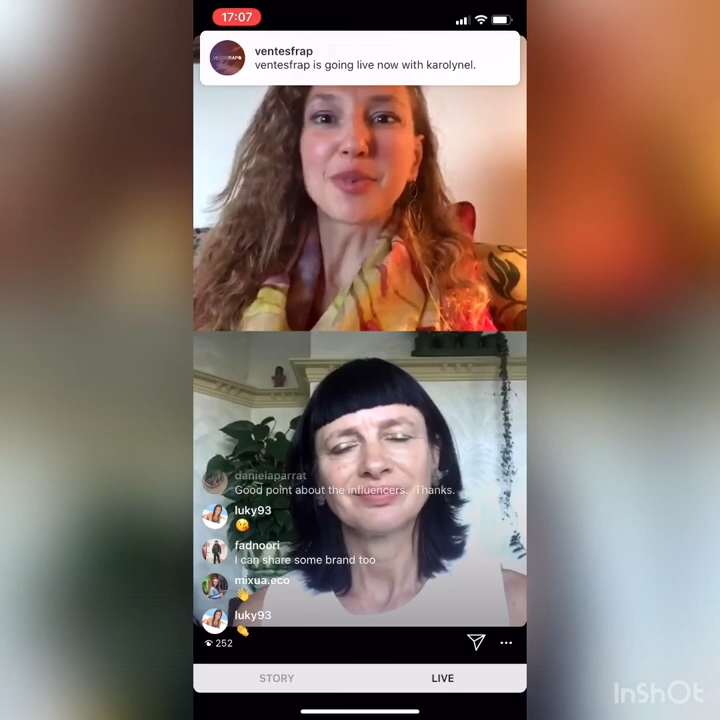 17:07
ventesfrap
ventesfrap is going live now with karolynel.
danielaparrat
Good point about the influencers. Thanks.
luky93
fadnoori
I can share some brand too
mixua.eco
luky93
252
STORY
LIVE
InShOt